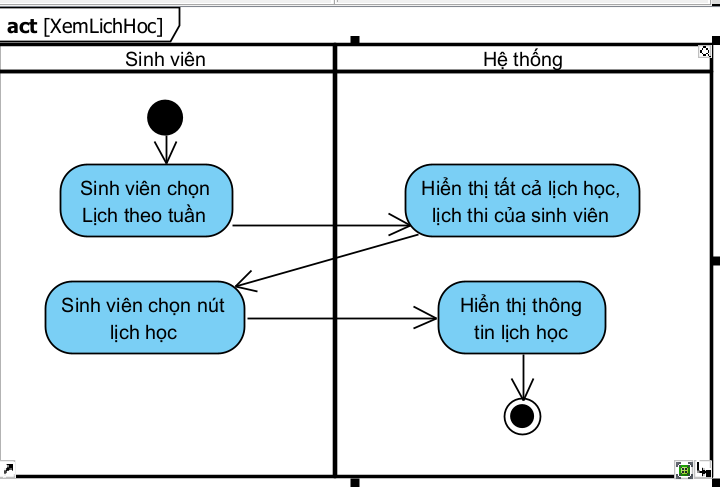 act [XemLichHoc]
Sinh viên
Hệ thống
Sinh viên chọn
Lịch theo tuần
Hiển thị tất cả lịch học,
lịch thi của sinh viên
Sinh viên chọn nút
lịch học
Hiển thị thông
tin lịch học